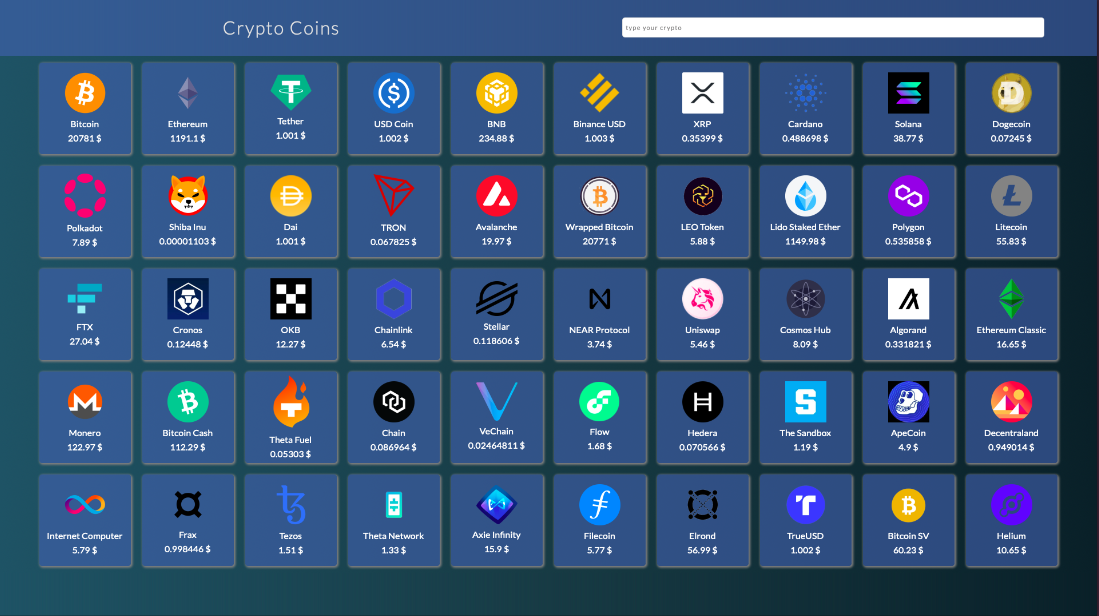 Crypto Coins
type your crypto
Bitcoin
20781 $
Ethereum
1191.1 $
Tether
1.001 $
USD Coin
1.002 $
BNB
234.88 $
Binance USD
1.003 $
XRP
0.35399 $
Cardano
0.488698 $
Solana
38.77 $
Dogecoin
0.07245 $
Polkadot
7.89 $
Shiba Inu
0.00001103 $
Dai
1.001 $
TRON
0.067825 $
Avalanche
19.97 $
Wrapped Bitcoin
20771 $
LEO Token
5.88 $
Lido Staked Ether
1149.98 $
Polygon
0.535858 $
Litecoin
55.83 $
FTX
27.04 $
Cronos
0.12448 $
OKB
12.27 $
Chainlink
6.54 $
Stellar
0.118606 $
NEAR Protocol
3.74 $
Uniswap
5.46 $
Cosmos Hub
8.09 $
Algorand
0.331821 $
Ethereum Classic
16.65 $
Monero
122.97 $
Bitcoin Cash
112.29 $
Theta Fuel
0.05303 $
Chain
0.086964 $
VeChain
0.02464811 $
Flow
1.68 $
Hedera
0.070566 $
The Sandbox
1.19 $
ApeCoin
4.9 $
Decentraland
0.949014 $
Internet Computer
5.79 $
Frax
0.998446 $
Tezos
1.51 $
Theta Network
1.33 $
Axie Infinity
15.9 $
Filecoin
5.77 $
Elrond
56.99 $
TrueUSD
1.002 $
Bitcoin SV
60.23 $
Helium
10.65 $